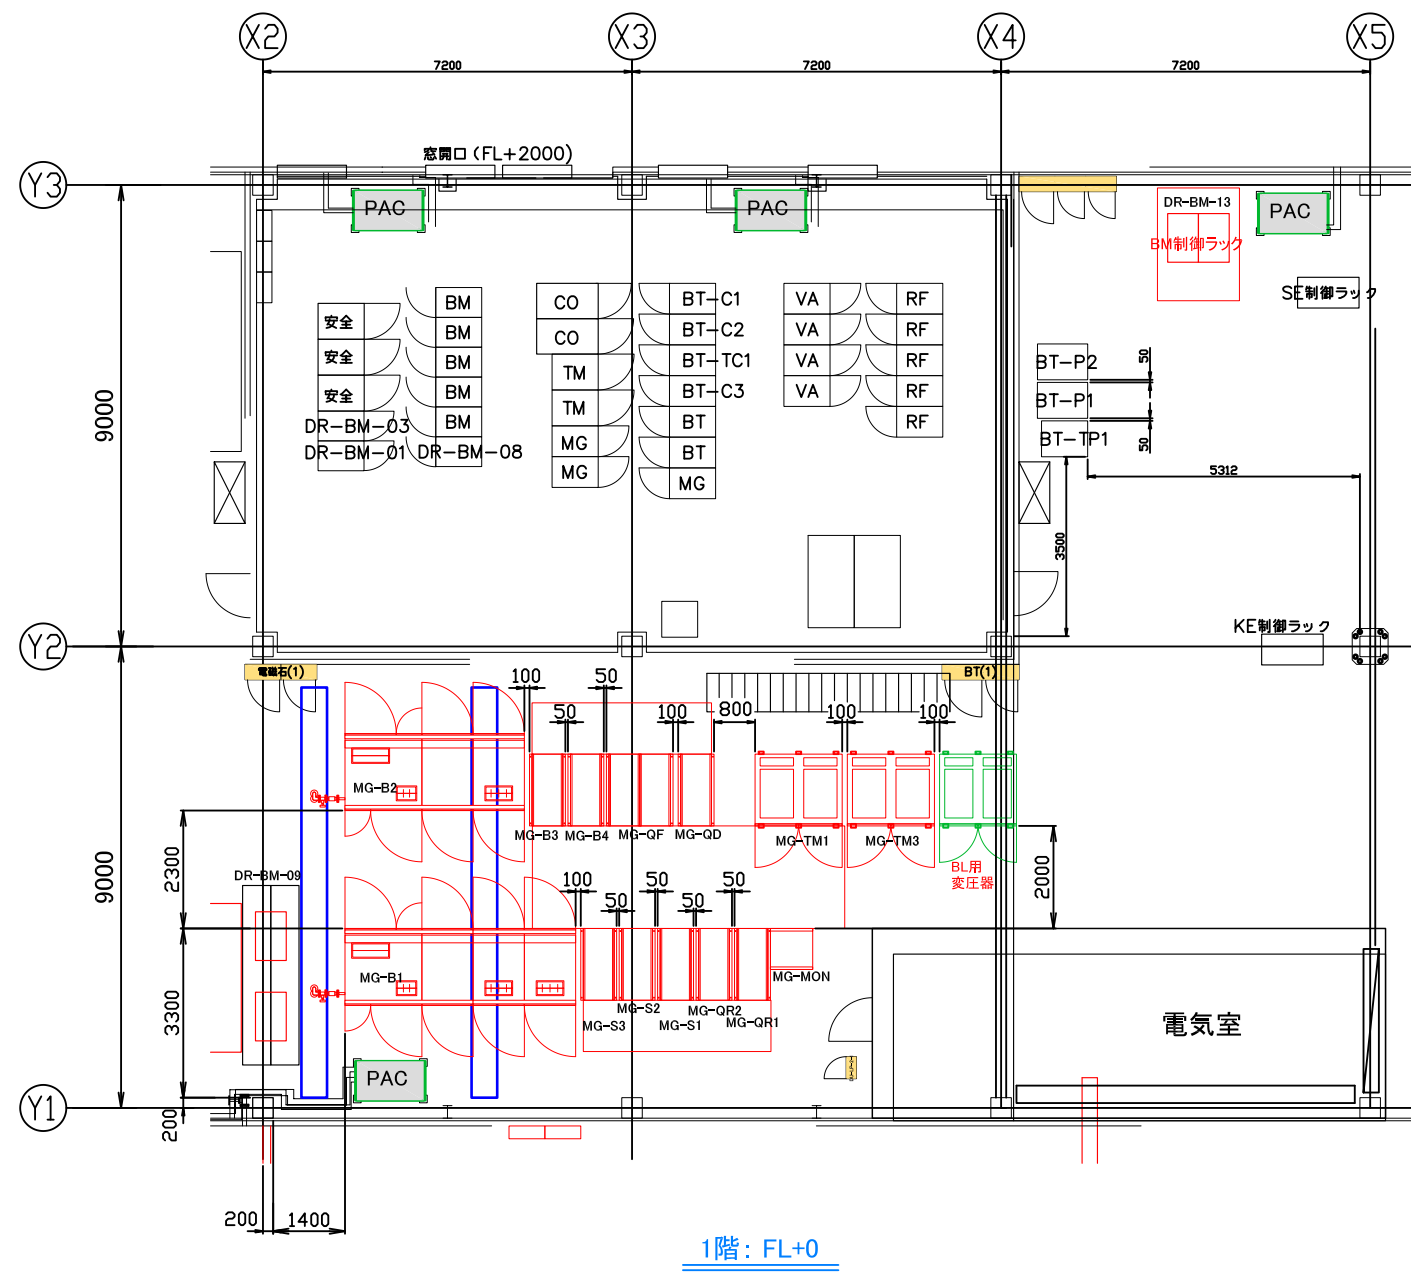 X2
X3
X4
X5
7200
7200
7200
窓開口 (FL+2000)
Y3
PAC
PAC
DR-BM-13
PAC
BM制御ラック
SE制御ラック
安全
安全
安全
DR-BM-03
DR-BM-01
BM
BM
BM
BM
BM
DR-BM-08
CO
CO
TM
TM
MG
MG
BT-C1
BT-C2
BT-TC1
BT-C3
BT
BT
MG
VA
VA
VA
VA
RF
RF
RF
RF
RF
BT-P2
BT-P1
BT-TP1
50
50
5312
3500
9000
Y2
KE制御ラック
電磁石(1)
BT(1)
100
50
50
100
800
100
100
MG-B2
MG-B3
MG-B4
MG-QF
MG-QD
MG-TM1
MG-TM3
BL用
変圧器
2000
9000
2300
DR-BM-09
100
50
50
50
50
MG-B1
MG-S3
MG-S2
MG-S1
MG-QR2
MG-QR1
MG-MON
電気室
3300
PAC
Y1
200
200
1400
1階: FL+0